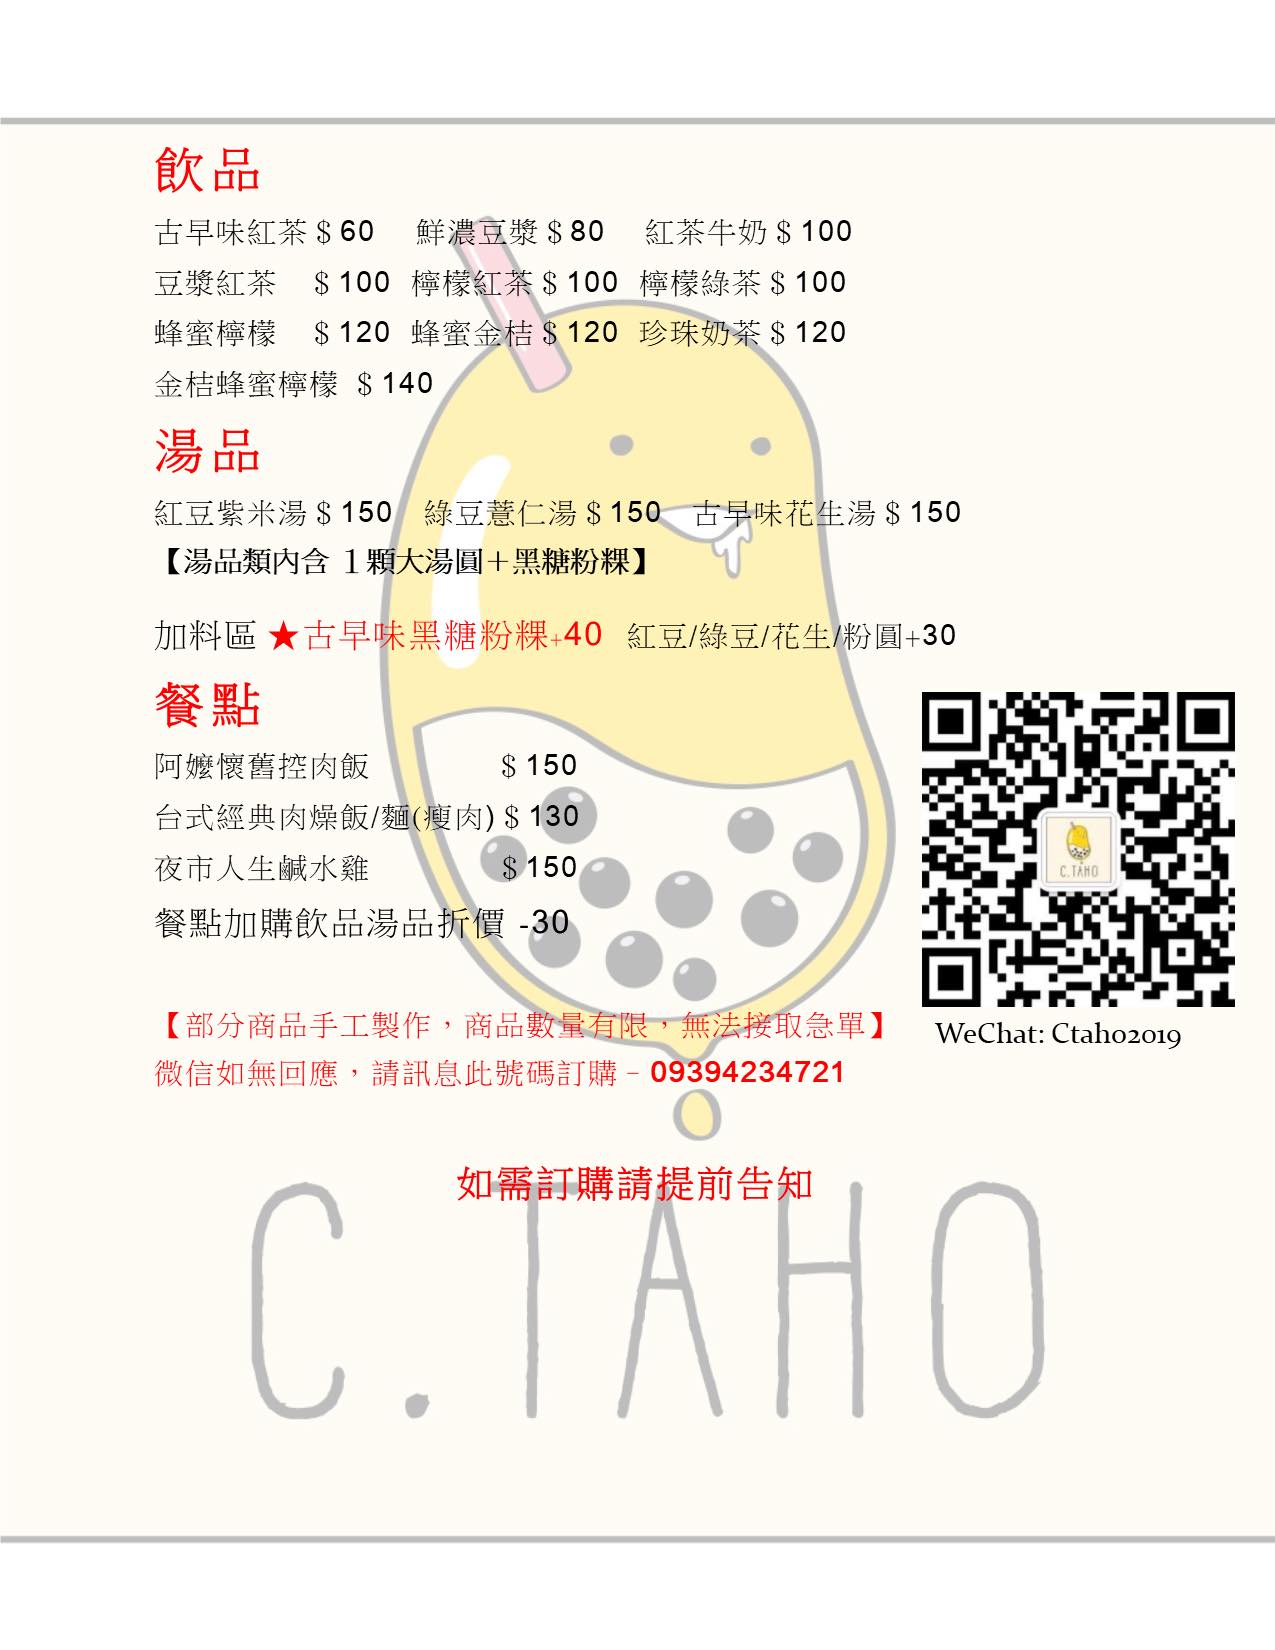 飲品
古早味紅茶 $ 60 鮮濃豆漿 $ 80 紅茶牛奶 $ 100
豆漿紅茶 $ 100 檸檬紅茶 $ 100 檸檬綠茶 $ 100
蜂蜜檸檬 $ 120 蜂蜜金桔 $ 120 珍珠奶茶 $ 120
金桔蜂蜜檸檬 $ 140
湯品
紅豆紫米湯 $ 150 綠豆薏仁湯 $ 150 古早味花生湯 $ 150
【湯品類內含 1 顆大湯圓＋黑糖粉粿】
加料區 ★古早味黑糖粉粿+40 紅豆/綠豆/花生/粉圓+30
餐點
阿嬤懷舊控肉飯 $ 150
台式經典肉燥飯/麵(瘦肉) $ 130
夜市人生鹹水雞 $ 150
餐點加購飲品湯品折價 -30
C.TAHO
【部分商品手工製作，商品數量有限，無法接取急單】
WeChat: Ctaho2019
微信如無回應，請訊息此號碼訂購 – 09394234721
如需訂購請提前告知
C.TAHO